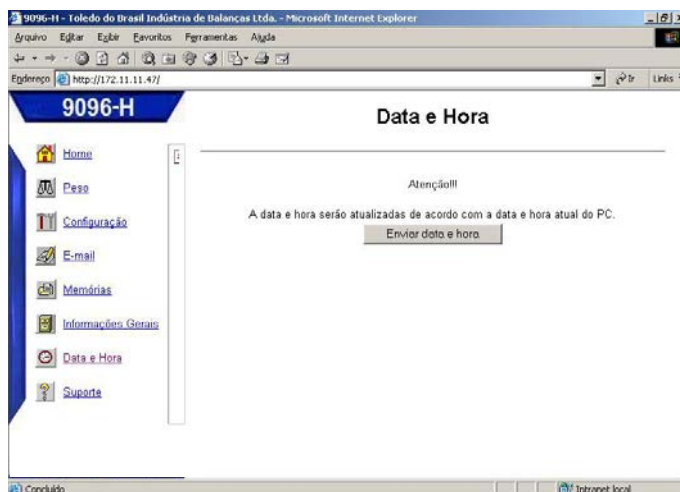 9096-H - Toledo do Brasil Indústria de Balanças Ltda. - Microsoft Internet Explorer
Arquivo Editar Exibir Favoritos Ferramentas Ajuda
Endereço http://172.11.11.47/ Ir Links
9096-H
Home
Peso
Configuração
E-mail
Memórias
Informações Gerais
Data e Hora
Suporte
Data e Hora
Atenção!!!
A data e hora serão atualizadas de acordo com a data e hora atual do PC.
Enviar data e hora
Concluído Intranet local